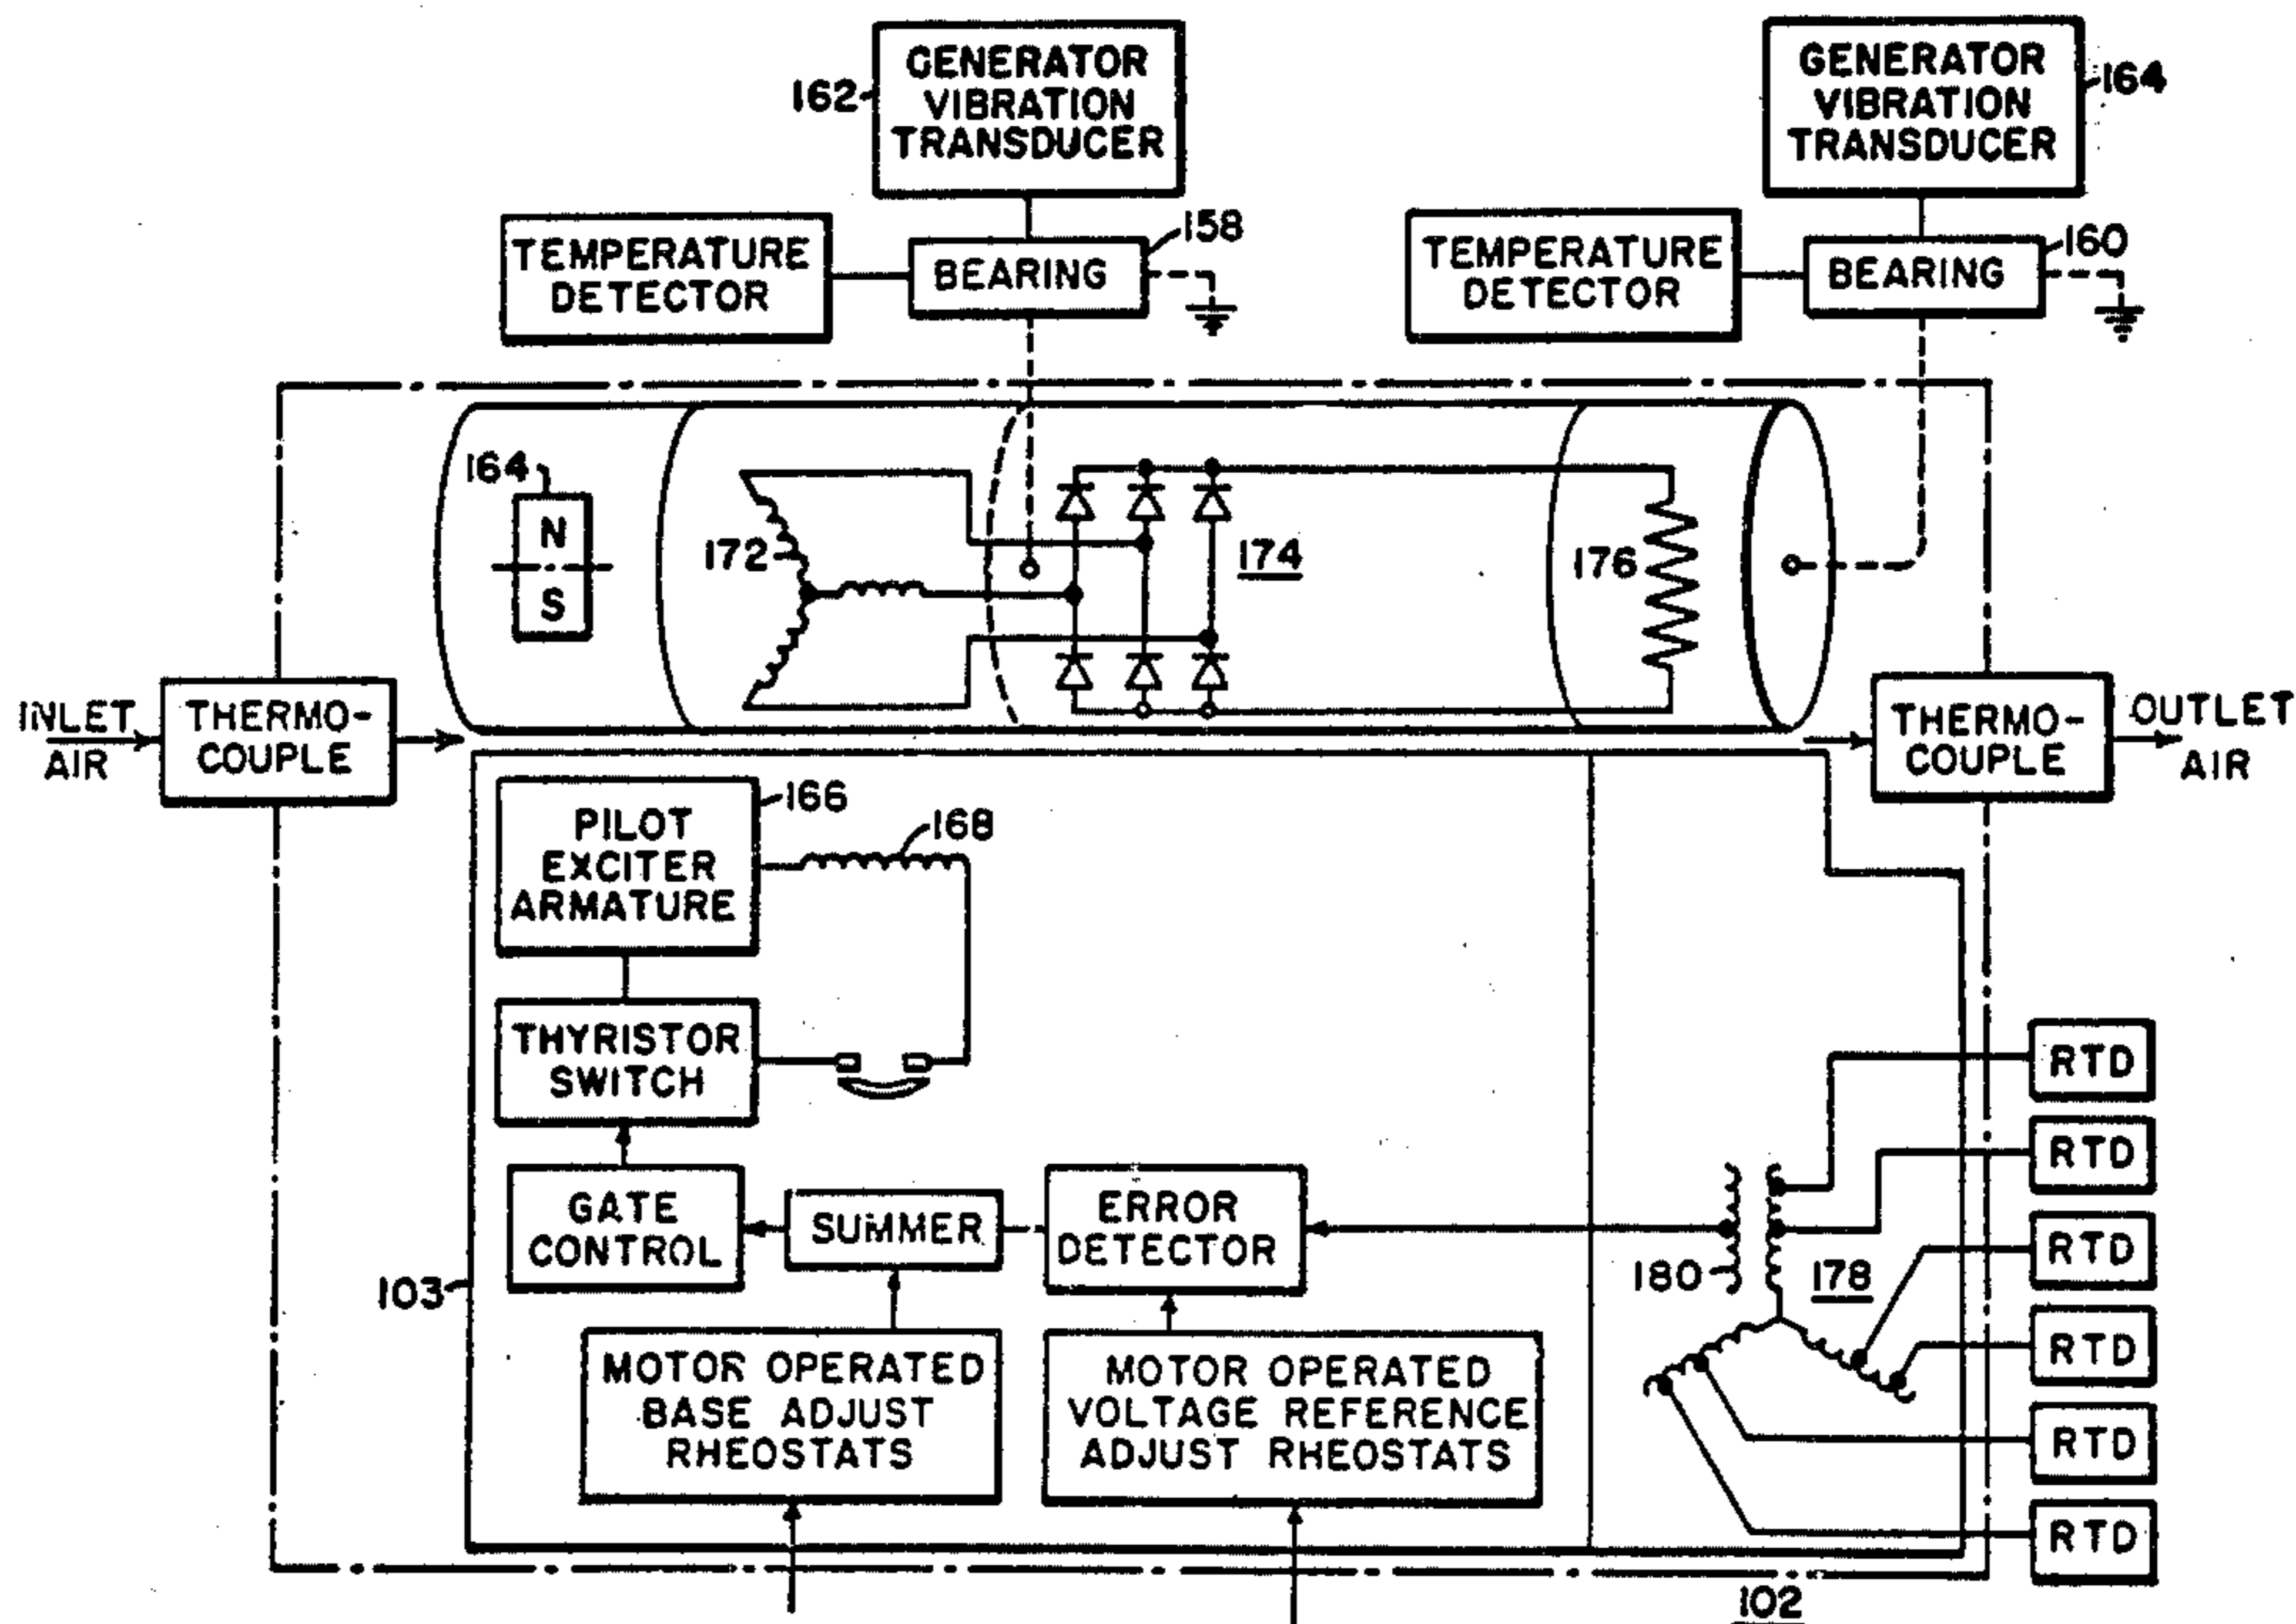 GENERATOR
VIBRATION
TRANSDUCER
162
GENERATOR
VIBRATION
TRANSDUCER
164
TEMPERATURE
DETECTOR
BEARING
158
TEMPERATURE
DETECTOR
BEARING
160
164
N
S
172
174
176
INLET
AIR
THERMO-
COUPLE
THERMO-
COUPLE
OUTLET
AIR
PILOT
EXCITER
ARMATURE
166
168
THYRISTOR
SWITCH
GATE
CONTROL
SUMMER
ERROR
DETECTOR
103
MOTOR OPERATED
BASE ADJUST
RHEOSTATS
MOTOR OPERATED
VOLTAGE REFERENCE
ADJUST RHEOSTATS
180
178
RTD
RTD
RTD
RTD
RTD
RTD
102